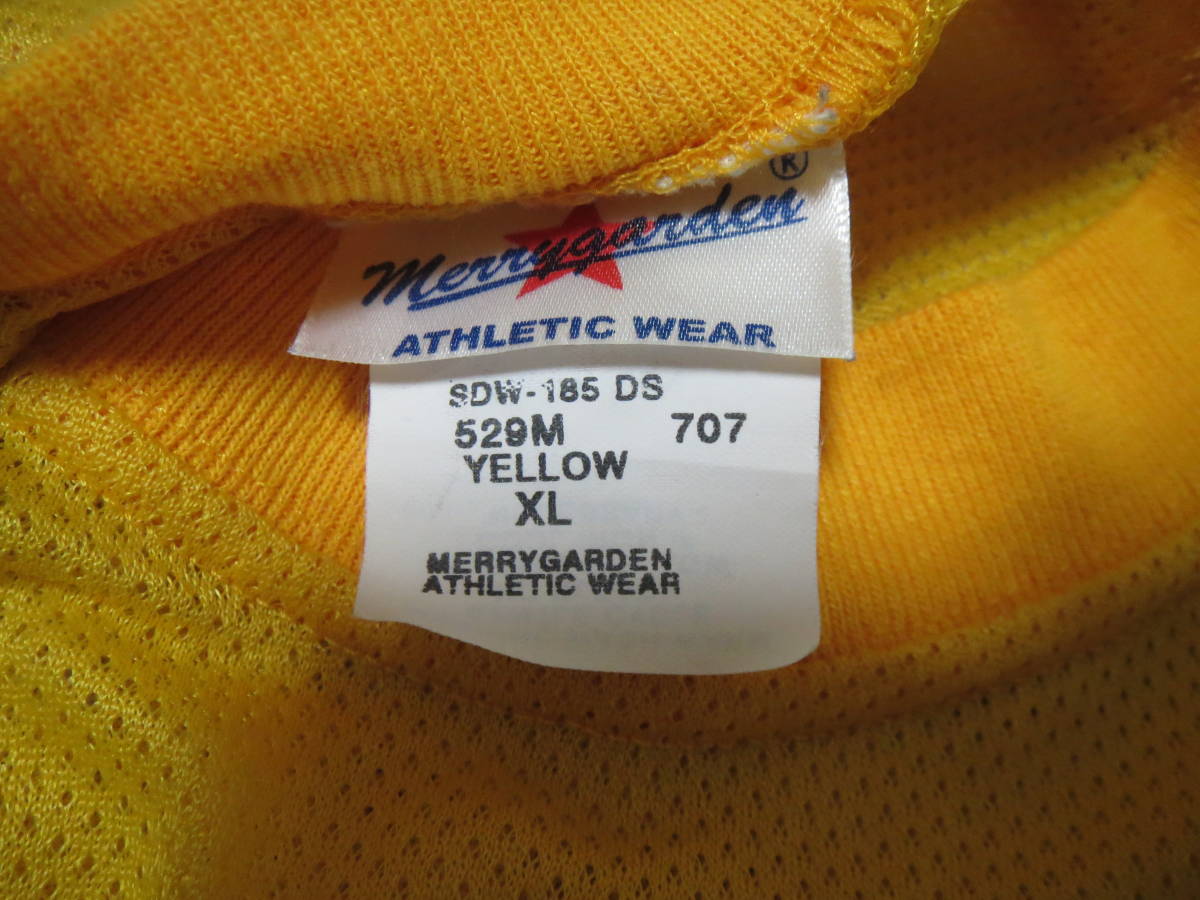 Merrygarden ®
ATHLETIC WEAR
SDW-185 DS
529M 707
YELLOW
XL
MERRYGARDEN
ATHLETIC WEAR